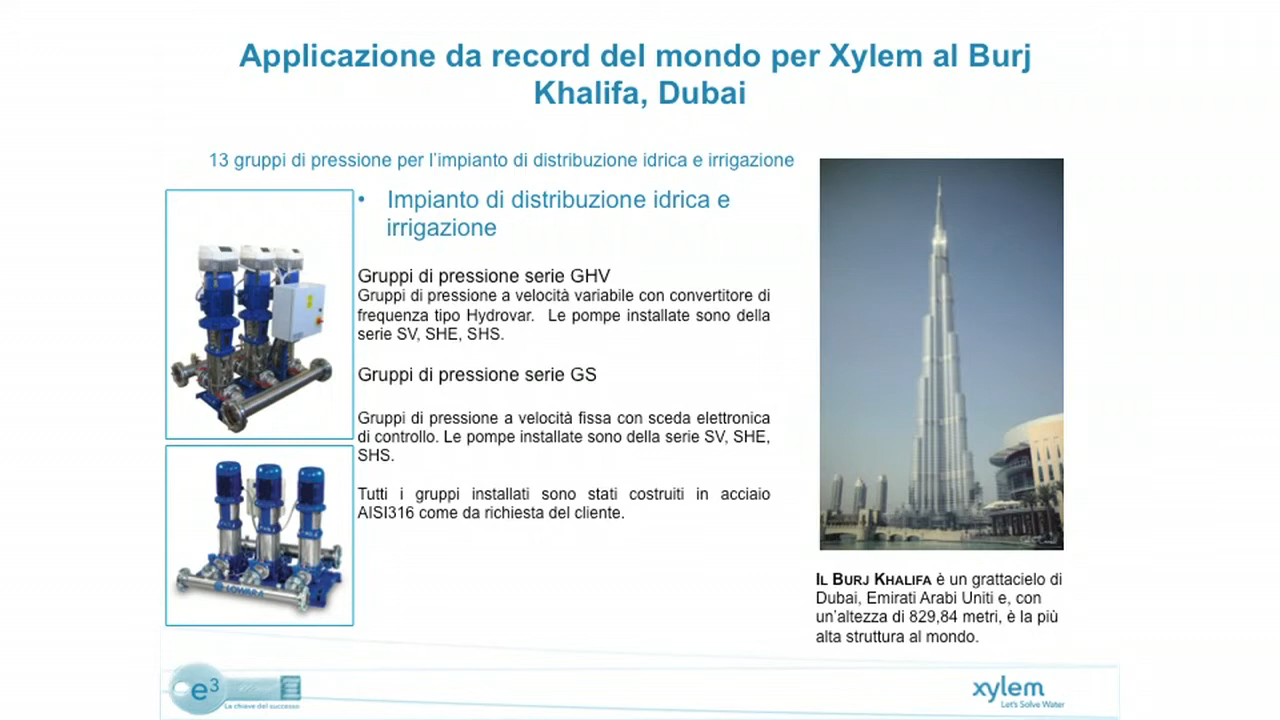 Applicazione da record del mondo per Xylem al Burj
Khalifa, Dubai
13 gruppi di pressione per l'impianto di distribuzione idrica e irrigazione
• Impianto di distribuzione idrica e
irrigazione
Gruppi di pressione serie GHV
Gruppi di pressione a velocità variabile con convertitore di
frequenza tipo Hydrovar. Le pompe installate sono della
serie SV, SHE, SHS.
Gruppi di pressione serie GS
Gruppi di pressione a velocità fissa con sceda elettronica
di controllo. Le pompe installate sono della serie SV, SHE,
SHS.
Tutti i gruppi installati sono stati costruiti in acciaio
AISI316 come da richiesta del cliente.
LOWARA
IL BURJ KHALIFA è un grattacielo di
Dubai, Emirati Arabi Uniti e, con
un'altezza di 829,84 metri, è la più
alta struttura al mondo.
e³
La chiave del successo
xylem
Let's Solve Water